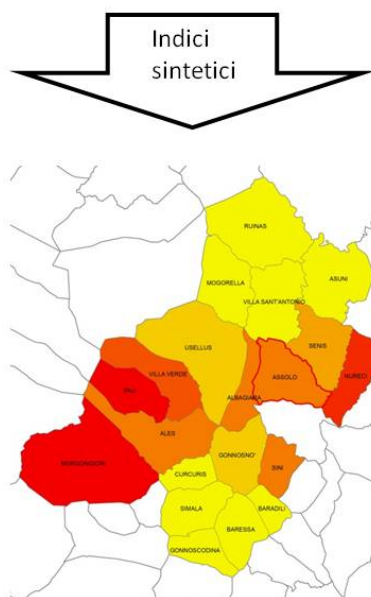 Indici
sintetici
RUINAS
ASUNI
MOGORELLA
VILLA SANT'ANTONIO
USELLUS
SENIS
VILLA VERDE
ASSOLO
NURECI
PAU
ALBAGIARA
ALES
MORGONGIORI
GONNOSNO'
SINI
CURCURIS
SIMALA
BARADILI
BARESSA
GONNOSCODINA